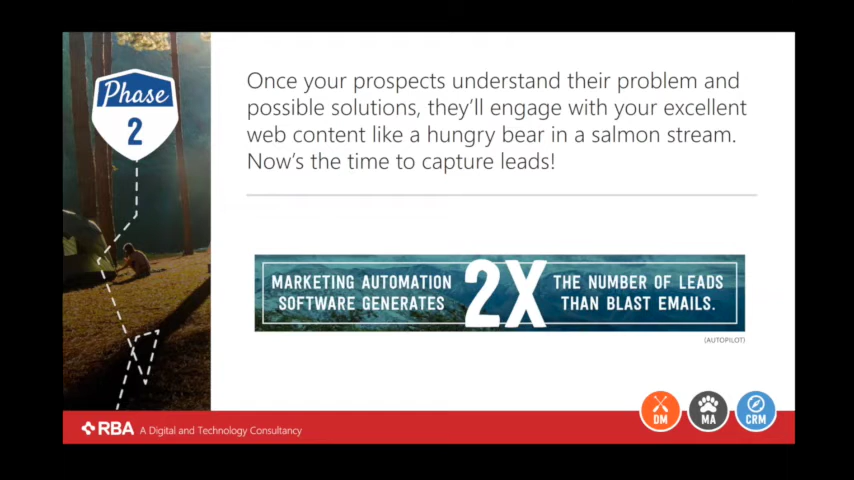 Phase
2
Once your prospects understand their problem and
possible solutions, they'll engage with your excellent
web content like a hungry bear in a salmon stream.
Now's the time to capture leads!
MARKETING AUTOMATION
SOFTWARE GENERATES
2X
THE NUMBER OF LEADS
THAN BLAST EMAILS.
(AUTOPILOT)
RBA A Digital and Technology Consultancy
DM
MA
CRM